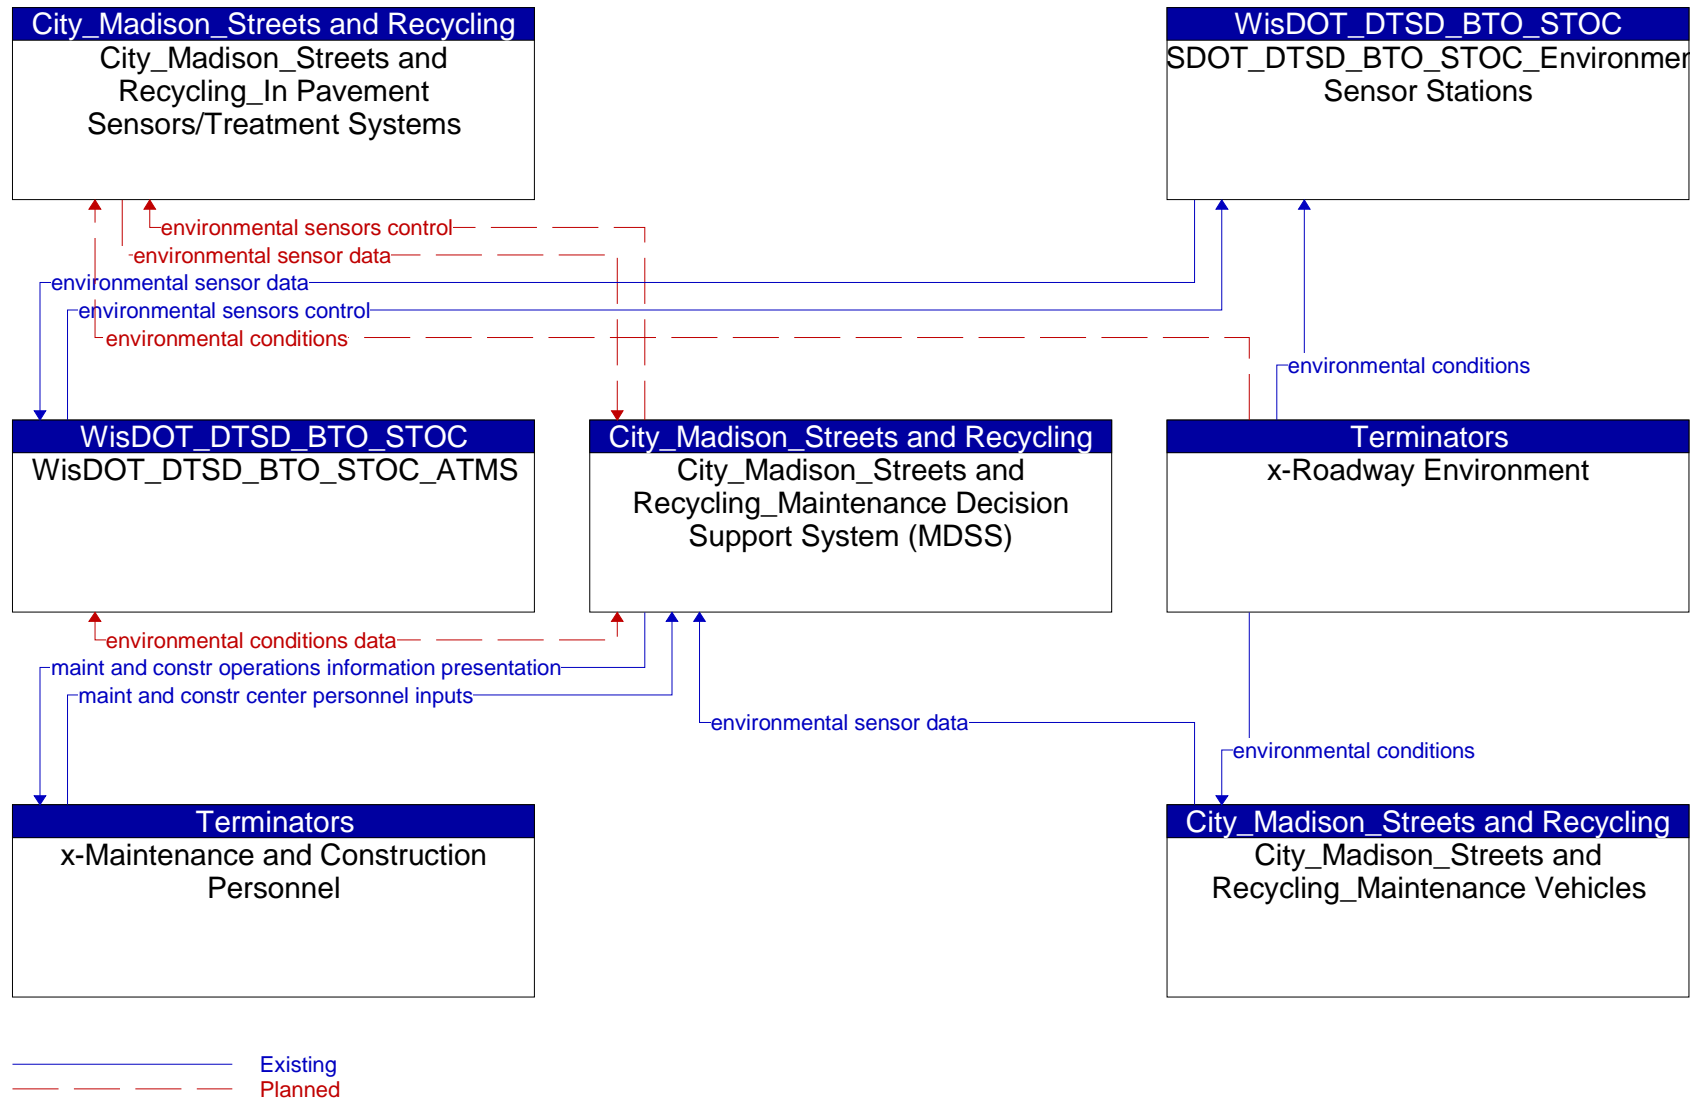 City_Madison_Streets and Recycling
City_Madison_Streets and
Recycling_In Pavement
Sensors/Treatment Systems
WisDOT_DTSD_BTO_STOC
SDOT_DTSD_BTO_STOC_Environmen
Sensor Stations
environmental sensors control
environmental sensor data
environmental sensor data
environmental sensors control
environmental conditions
environmental conditions
WisDOT_DTSD_BTO_STOC
WisDOT_DTSD_BTO_STOC_ATMS
City_Madison_Streets and Recycling
City_Madison_Streets and
Recycling_Maintenance Decision
Support System (MDSS)
Terminators
x-Roadway Environment
environmental conditions data
maint and constr operations information presentation
maint and constr center personnel inputs
environmental sensor data
environmental conditions
Terminators
x-Maintenance and Construction
Personnel
City_Madison_Streets and Recycling
City_Madison_Streets and
Recycling_Maintenance Vehicles
Existing
Planned